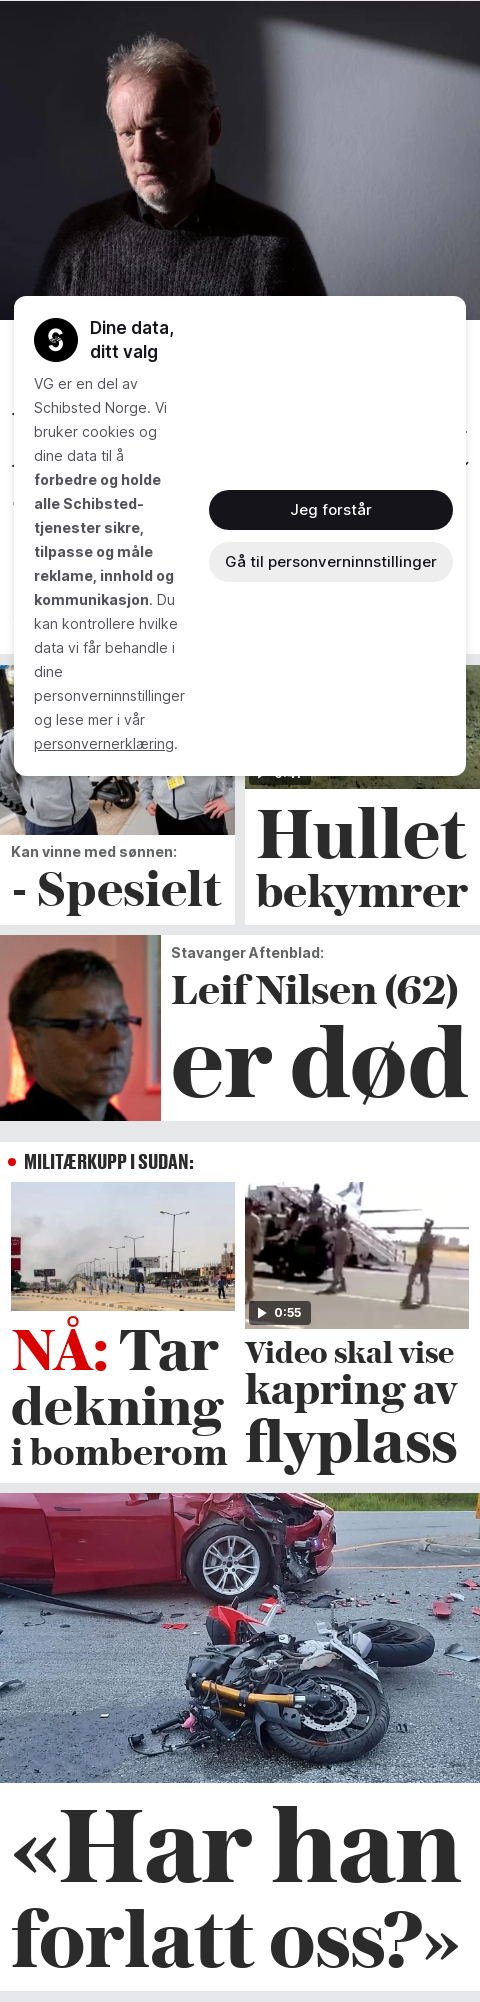 Dine data,
ditt valg
VG er en del av
Schibsted Norge. Vi
bruker cookies og
dine data til å
forbedre og holde
alle Schibsted-
tjenester sikre,
tilpasse og måle
reklame, innhold og
kommunikasjon. Du
kan kontrollere hvilke
data vi får behandle i
dine
personverninnstillinger
og lese mer i vår
personvernerklæring.
Jeg forstår
Gå til personverninnstillinger
Kan vinne med sønnen:
- Spesielt
Hullet
bekymrer
Stavanger Aftenblad:
Leif Nilsen (62)
er død
MILITÆRKUPP I SUDAN:
NÅ: Tar
dekning
i bomberom
0:55
Video skal vise
kapring av
flyplass
«Har han
forlatt oss?»